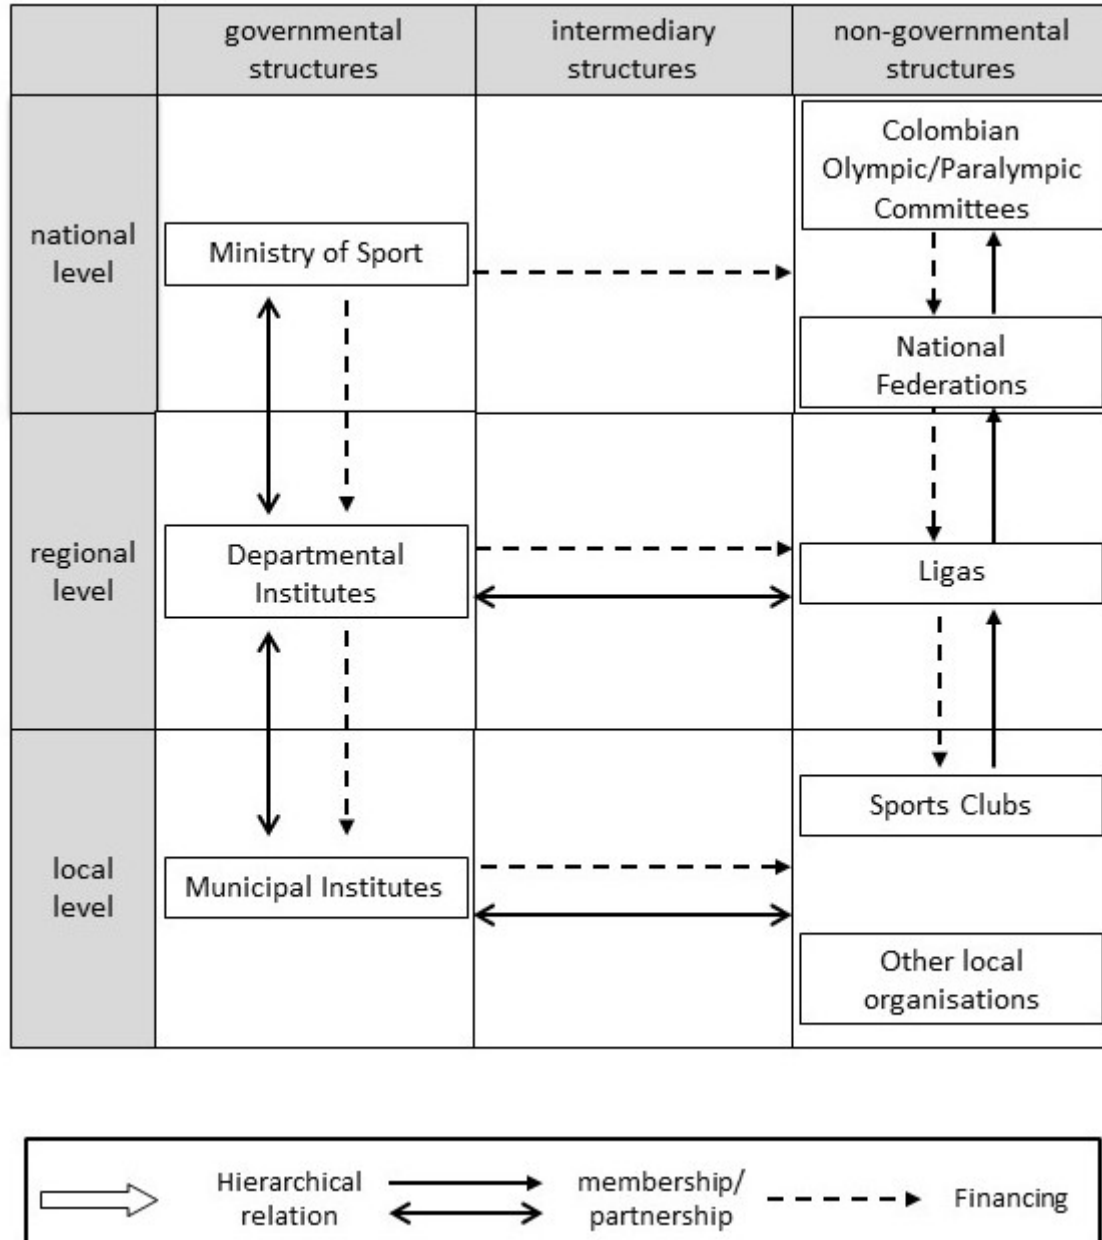 governmental
structures
intermediary
structures
non-governmental
structures
national
level
Ministry of Sport
Colombian
Olympic/Paralympic
Committees
National
Federations
regional
level
Departmental
Institutes
Ligas
local
level
Municipal Institutes
Sports Clubs
Other local
organisations
Hierarchical
relation
membership/
partnership
Financing